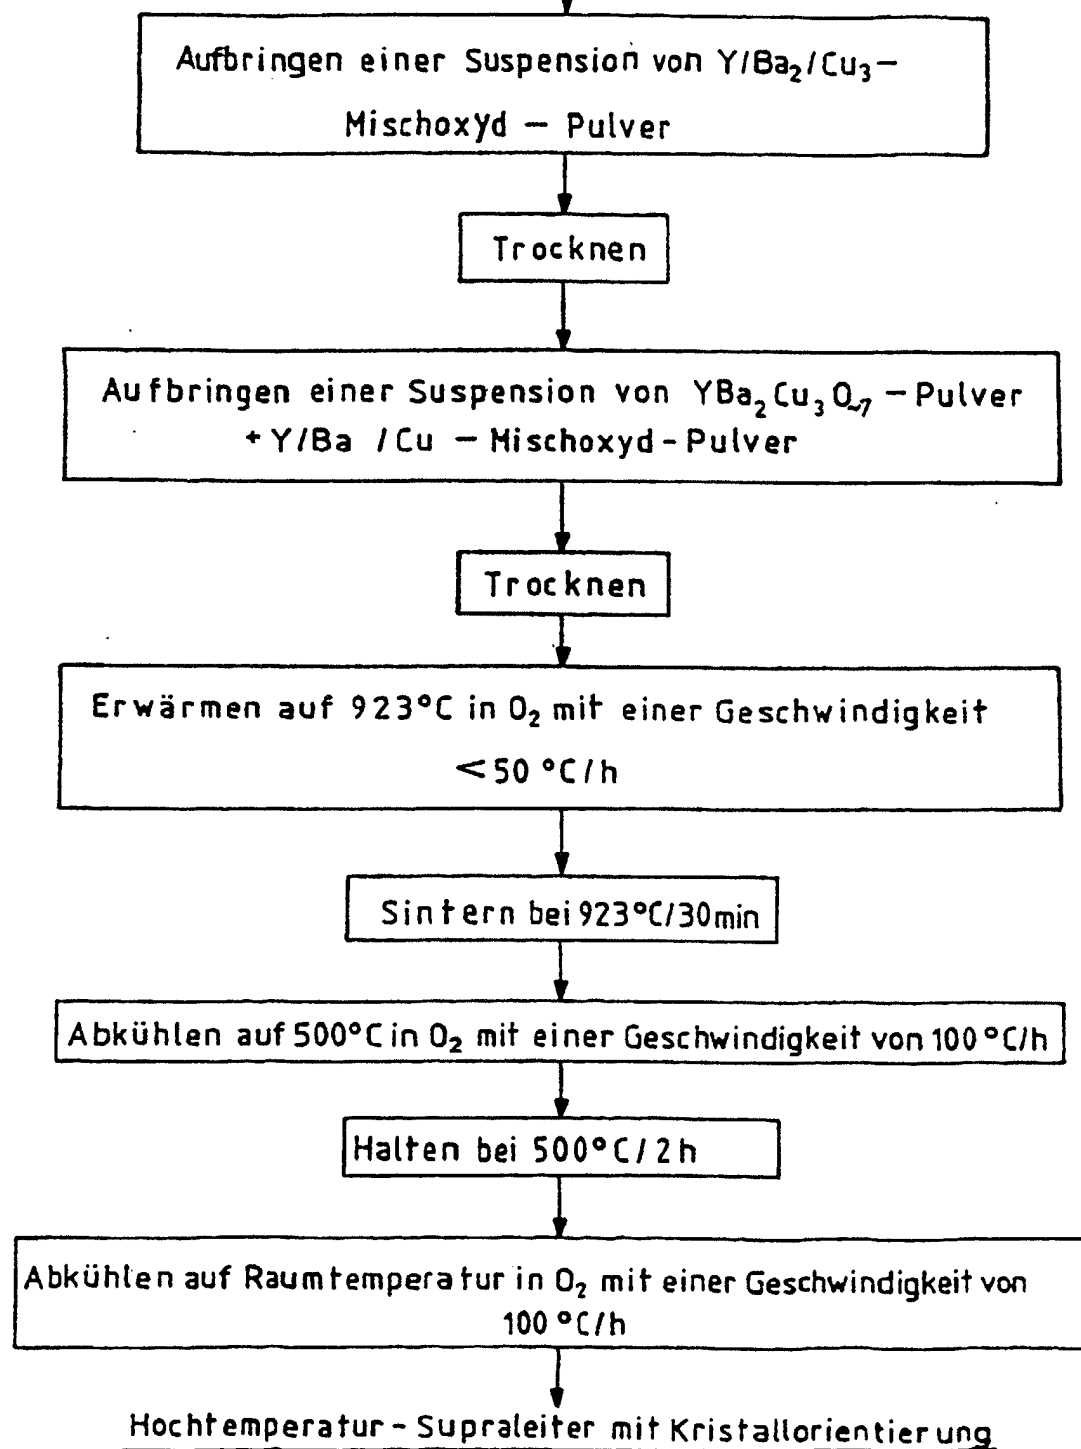 Aufbringen einer Suspension von Y/Ba₂/Cu₃–
Mischoxyd – Pulver
Trocknen
Aufbringen einer Suspension von YBa₂Cu₃O~₇ – Pulver
+ Y/Ba /Cu – Mischoxyd-Pulver
Trocknen
Erwärmen auf 923°C in O₂ mit einer Geschwindigkeit
<50 °C/h
Sintern bei 923°C/30min
Abkühlen auf 500°C in O₂ mit einer Geschwindigkeit von 100°C/h
Halten bei 500°C/2h
Abkühlen auf Raumtemperatur in O₂ mit einer Geschwindigkeit von
100°C/h
Hochtemperatur-Supraleiter mit Kristallorientierung